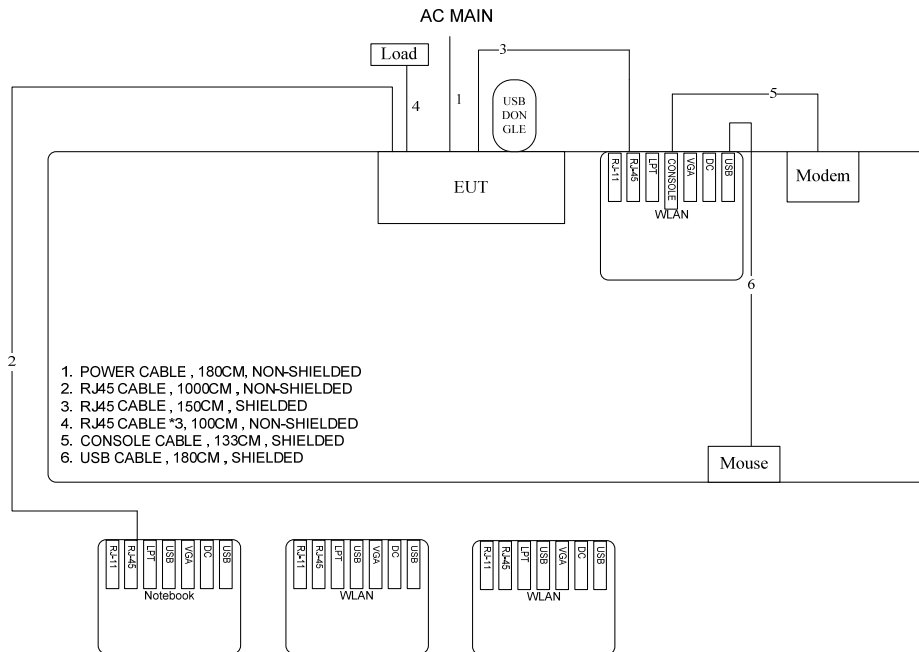 AC MAIN
Load
3
4
1
USB
DON
GLE
5
EUT
RJ-11
RJ-45
LPT
CONSOLE
VGA
DC
USB
WLAN
Modem
6
2
1. POWER CABLE , 180CM, NON-SHIELDED
2. RJ45 CABLE , 1000CM , NON-SHIELDED
3. RJ45 CABLE , 150CM , SHIELDED
4. RJ45 CABLE *3, 100CM , NON-SHIELDED
5. CONSOLE CABLE , 133CM , SHIELDED
6. USB CABLE , 180CM , SHIELDED
Mouse
RJ-11
RJ-45
LPT
USB
VGA
DC
USB
Notebook
RJ-11
RJ-45
LPT
USB
VGA
DC
USB
WLAN
RJ-11
RJ-45
LPT
USB
VGA
DC
USB
WLAN